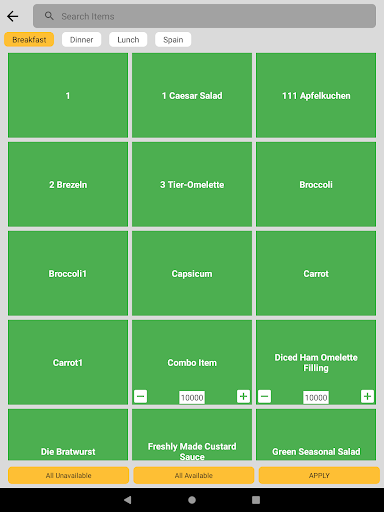 Search Items
Breakfast Dinner Lunch Spain
1 1 Caesar Salad 111 Apfelkuchen
2 Brezeln 3 Tier-Omelette Broccoli
Broccoli1 Capsicum Carrot
Carrot1 Combo Item Diced Ham Omelette
Filling
10000 10000
Die Bratwurst Freshly Made Custard
Sauce Green Seasonal Salad
All Unavailable All Available APPLY